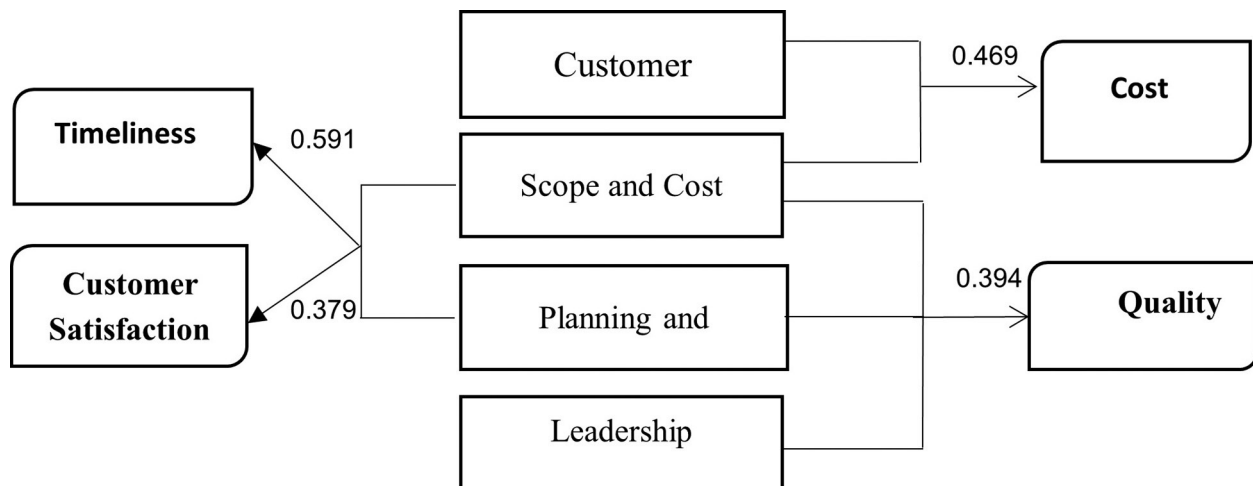 Customer
0.469
Cost
Timeliness
0.591
Scope and Cost
Customer
Satisfaction
0.379
Planning and
0.394
Quality
Leadership